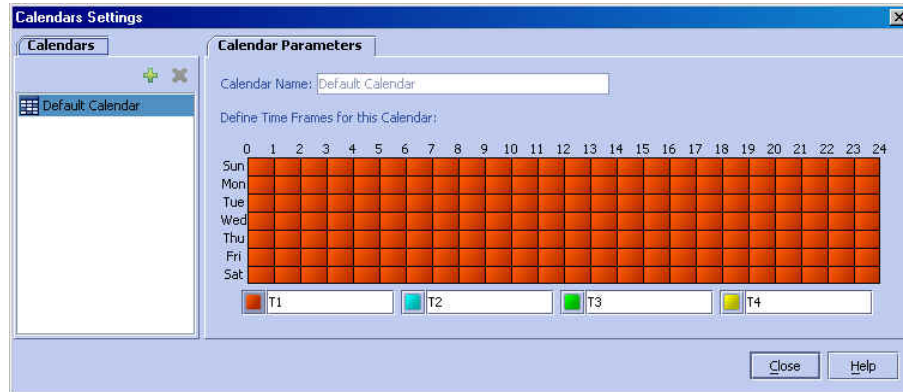 Calendars Settings
Calendars
Calendar Parameters
Calendar Name: Default Calendar
Default Calendar
Define Time Frames for this Calendar:
0 1 2 3 4 5 6 7 8 9 10 11 12 13 14 15 16 17 18 19 20 21 22 23 24
Sun
Mon
Tue
Wed
Thu
Fri
Sat
T1 T2 T3 T4
Close Help